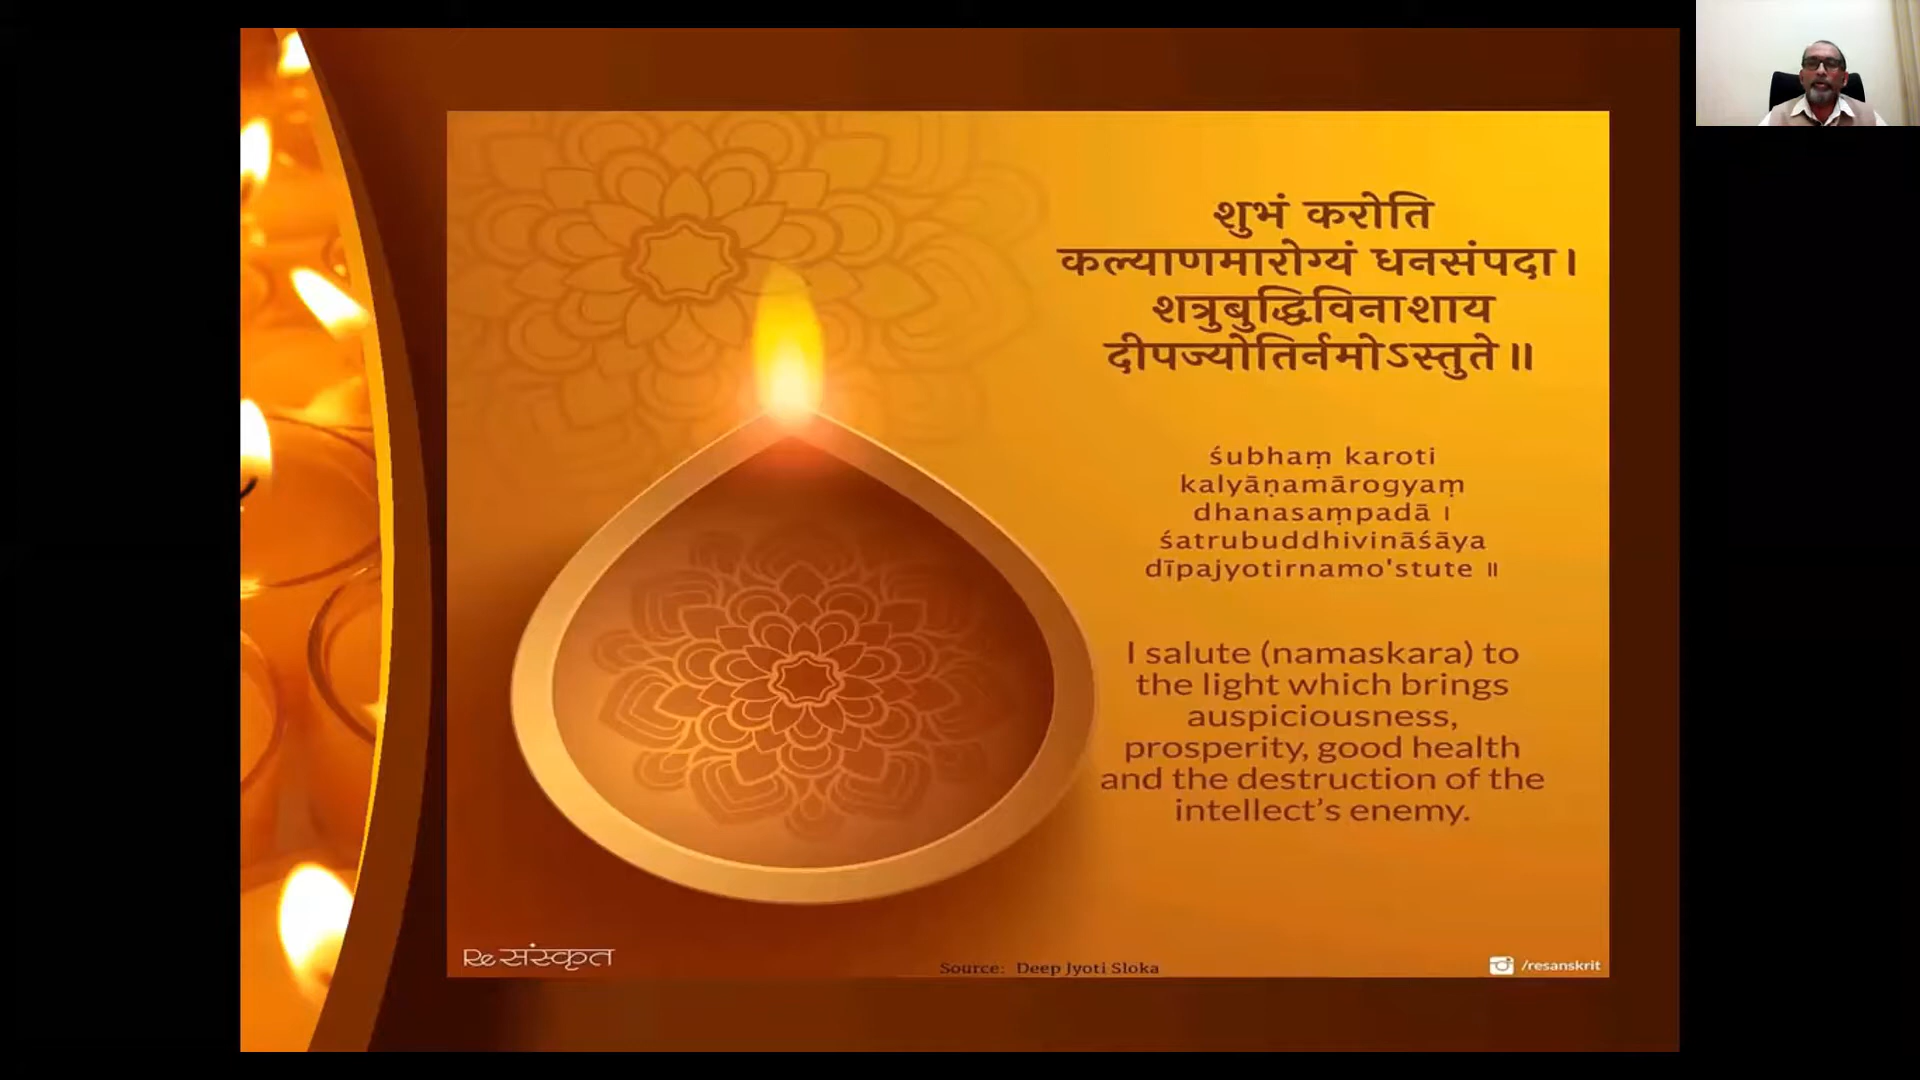 शुभं करोति
कल्याणमारोग्यं धनसंपदा।
शत्रुबुद्धिविनाशाय
दीपज्योतिर्नमोऽस्तुते॥
śubhaṃ karoti
kalyāṇamārogyaṃ
dhanasaṃpadā ।
śatrubuddhivināśāya
dīpajyotirnamo'stute ॥
I salute (namaskara) to
the light which brings
auspiciousness,
prosperity, good health
and the destruction of the
intellect’s enemy.
Re संस्कृत
Source: Deep Jyoti Sloka
/resanskrit